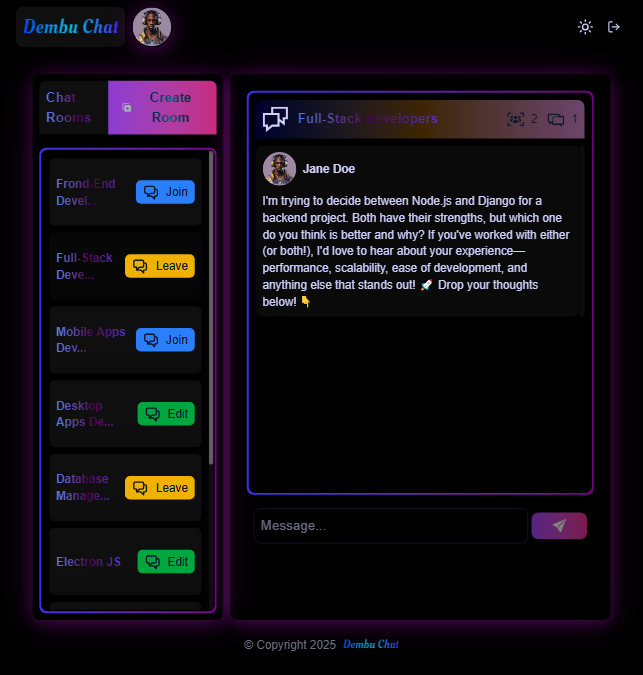 Dembu Chat
Chat
Rooms
Create
Room
Frond-End
Devel...
Join
Full-Stack
Deve...
Leave
Mobile Apps
Dev...
Join
Desktop
Apps De...
Edit
Database
Manage...
Leave
Electron JS
Edit
Full-Stack Developers
2
1
Jane Doe
I'm trying to decide between Node.js and Django for a
backend project. Both have their strengths, but which one
do you think is better and why? If you've worked with either
(or both!), I'd love to hear about your experience—
performance, scalability, ease of development, and
anything else that stands out! 🚀 Drop your thoughts
below! 👇
Message...
© Copyright 2025 Dembu Chat